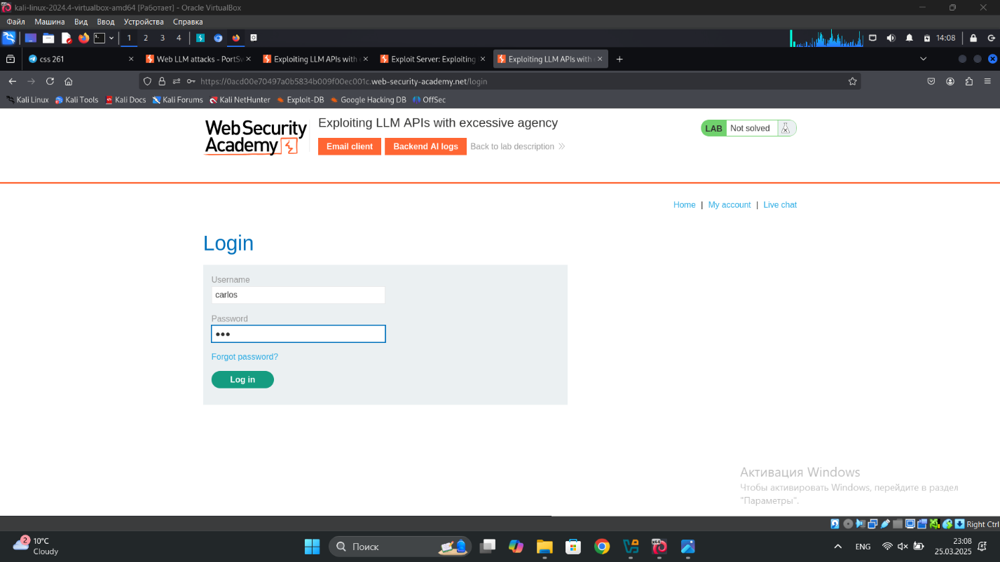 kali-linux-2024.4-virtualbox-amd64 [Работает] - Oracle VirtualBox
Файл Машина Вид Ввод Устройства Справка
1 2 3 4 14:08
css 261 Web LLM attacks - PortSw Exploiting LLM APIs with Exploit Server: Exploiting Exploiting LLM APIs with
https://0acd00e70497a0b5834b009f00ec001c.web-security-academy.net/login
Kali Linux Kali Tools Kali Docs Kali Forums Kali NetHunter Exploit-DB Google Hacking DB OffSec
Web Security
Academy
Exploiting LLM APIs with excessive agency
Email client Backend AI logs Back to lab description
LAB Not solved
Home | My account | Live chat
Login
Username
carlos
Password
Forgot password?
Log in
Активация Windows
Чтобы активировать Windows, перейдите в раздел
"Параметры".
Right Ctrl
2
10°C
Cloudy
Поиск
ENG
23:08
25.03.2025